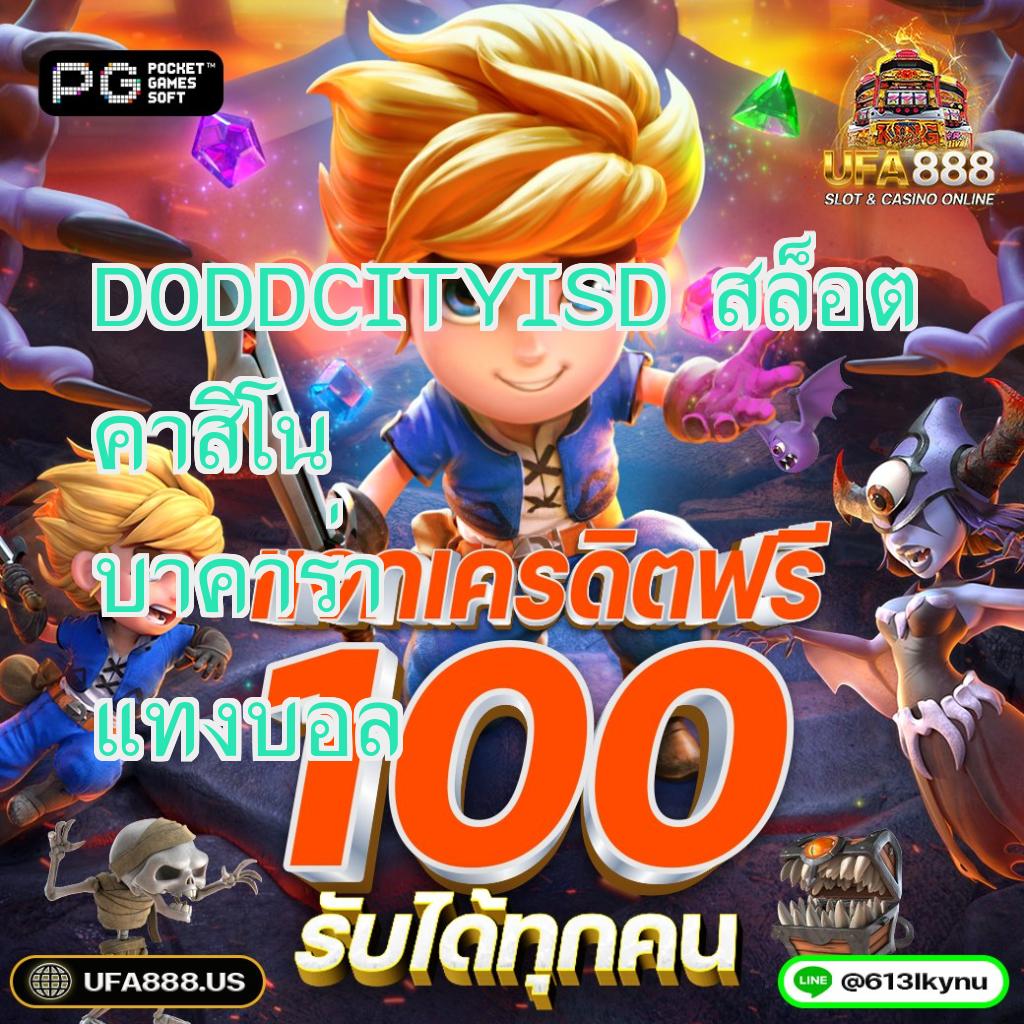 PG POCKET GAMES SOFT™
UFA888
SLOT & CASINO ONLINE
DODDCITYISD สล็อต
คาสิโน
บาคาร่า
เครดิตฟรี
แทงบอล
100
รับได้ทุกคน
UFA888.US
LINE @613lkynu